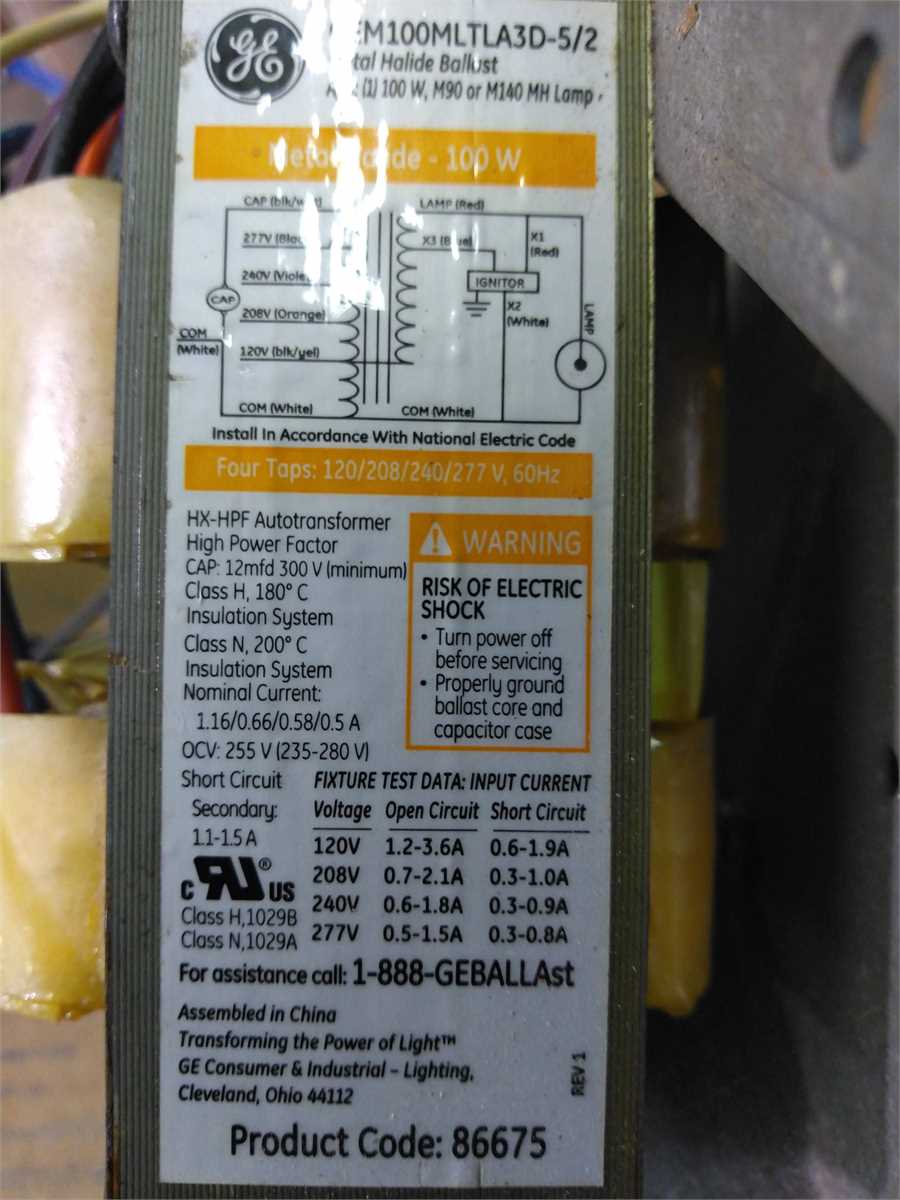 GE
EM100MLTLA3D-5/2
Metal Halide Ballast
(1) 100 W, M90 or M140 MH Lamp
Metal Halide - 100 W
CAP (blk/wht)
LAMP (Red)
277V (Black)
X3 (Blue)
X1
(Red)
240V (Violet)
IGNITOR
CAP
208V (Orange)
X2
(White)
LAMP
COM
(White)
120V (blk/yel)
COM (White)
COM (White)
Install In Accordance With National Electric Code
Four Taps: 120/208/240/277 V, 60Hz
HX-HPF Autotransformer
High Power Factor
CAP: 12mfd 300 V (minimum)
Class H, 180° C
Insulation System
Class N, 200° C
Insulation System
Nominal Current:
1.16/0.66/0.58/0.5 A
OCV: 255 V (235-280 V)
Short Circuit
Secondary:
1.1-1.5 A
WARNING
RISK OF ELECTRIC
SHOCK
• Turn power off
before servicing
• Properly ground
ballast core and
capacitor case
FIXTURE TEST DATA: INPUT CURRENT
Voltage Open Circuit Short Circuit
120V 1.2-3.6A 0.6-1.9A
208V 0.7-2.1A 0.3-1.0A
240V 0.6-1.8A 0.3-0.9A
277V 0.5-1.5A 0.3-0.8A
c RU ® US
Class H,1029B
Class N,1029A
For assistance call: 1-888-GEBALLAst
Assembled in China
Transforming the Power of Light™
GE Consumer & Industrial – Lighting,
Cleveland, Ohio 44112
REV 1
Product Code: 86675